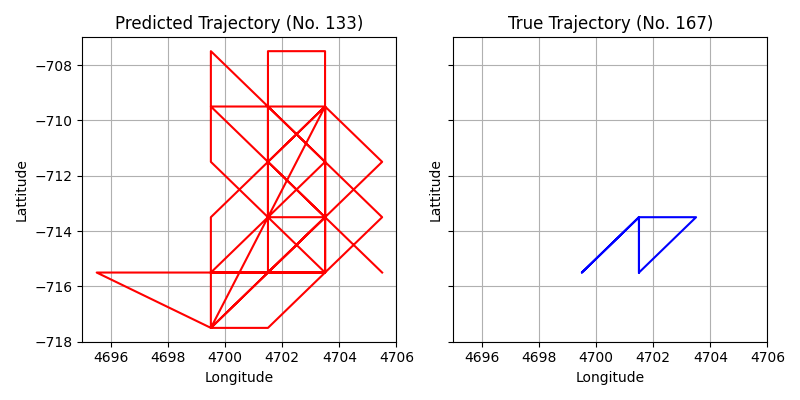 Predicted Trajectory (No. 133)
−708
−710
−712
−714
−716
−718
Lattitude
4696 4698 4700 4702 4704 4706
Longitude
True Trajectory (No. 167)
Lattitude
4696 4698 4700 4702 4704 4706
Longitude